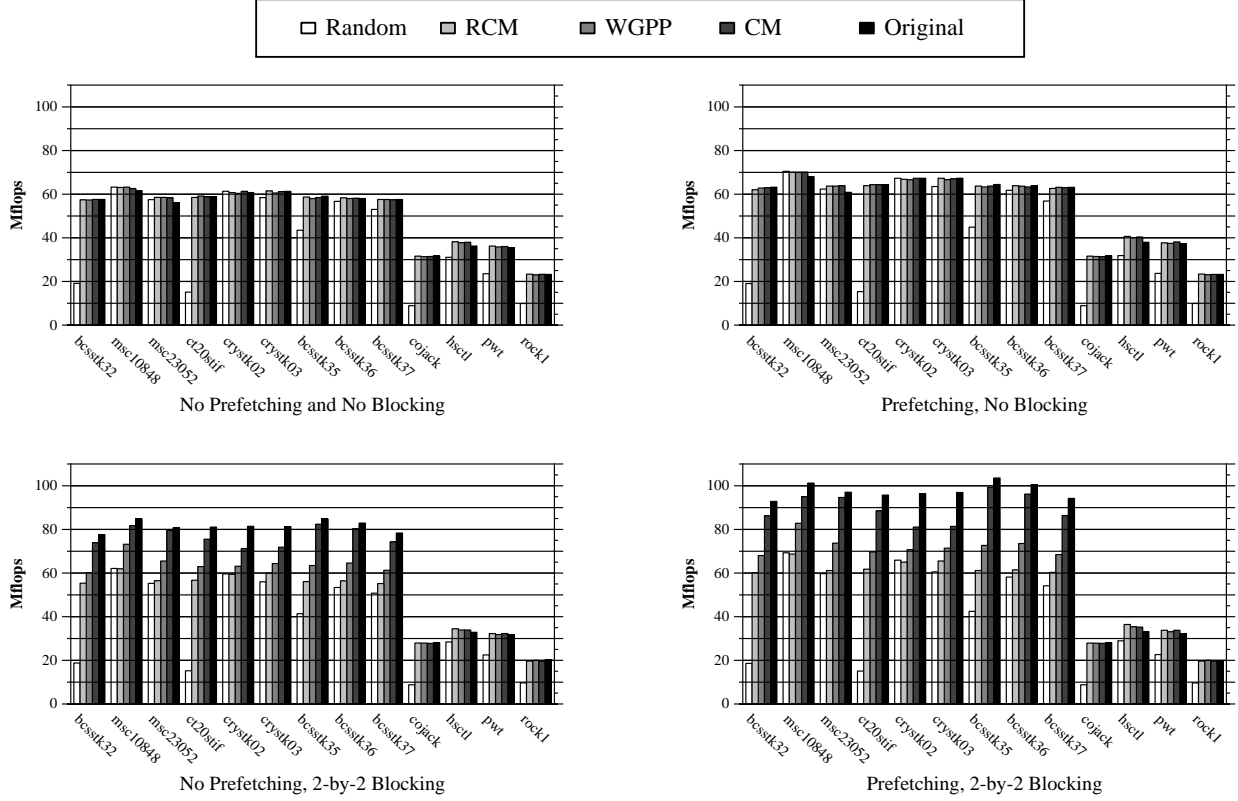 Random RCM WGPP CM Original
Mflops
100
80
60
40
20
0
bcsstk32 msc10848 msc23052 ct20stif crystk02 crystk03 bcsstk35 bcsstk36 bcsstk37 cojack hsctl pwt rock1
No Prefetching and No Blocking
Mflops
100
80
60
40
20
0
bcsstk32 msc10848 msc23052 ct20stif crystk02 crystk03 bcsstk35 bcsstk36 bcsstk37 cojack hsctl pwt rock1
Prefetching, No Blocking
Mflops
100
80
60
40
20
0
bcsstk32 msc10848 msc23052 ct20stif crystk02 crystk03 bcsstk35 bcsstk36 bcsstk37 cojack hsctl pwt rock1
No Prefetching, 2-by-2 Blocking
Mflops
100
80
60
40
20
0
bcsstk32 msc10848 msc23052 ct20stif crystk02 crystk03 bcsstk35 bcsstk36 bcsstk37 cojack hsctl pwt rock1
Prefetching, 2-by-2 Blocking